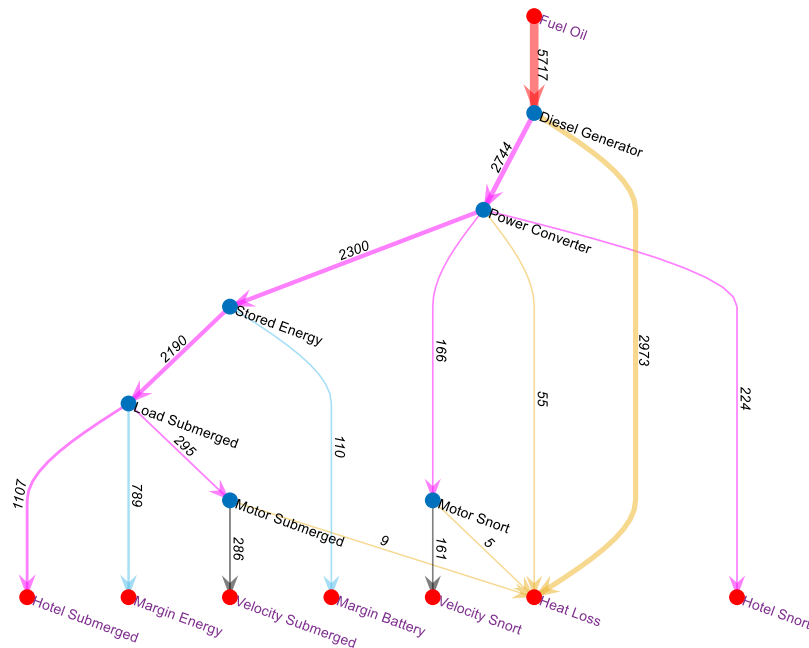 Fuel Oil
5717
Diesel Generator
2744
Power Converter
2300
Stored Energy
2190
166
55
2973
224
Load Submerged
295
110
1107
789
Motor Submerged
Motor Snort
286
9
161
5
Hotel Submerged
Margin Energy
Velocity Submerged
Margin Battery
Velocity Snort
Heat Loss
Hotel Snort